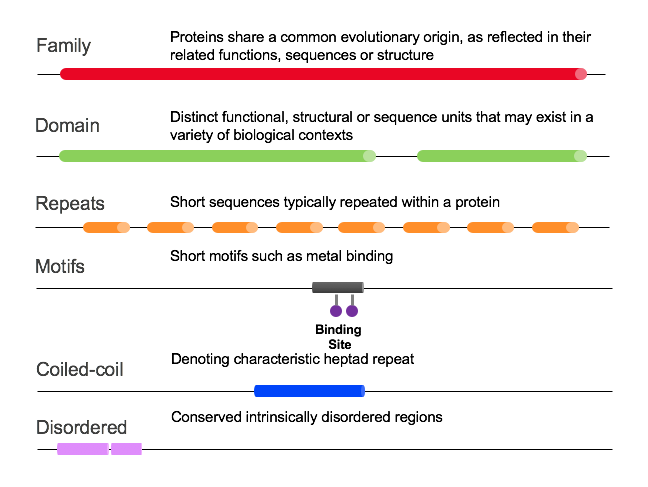 Family
Proteins share a common evolutionary origin, as reflected in their
related functions, sequences or structure
Domain
Distinct functional, structural or sequence units that may exist in a
variety of biological contexts
Repeats
Short sequences typically repeated within a protein
Motifs
Short motifs such as metal binding
Binding
Site
Coiled-coil
Denoting characteristic heptad repeat
Disordered
Conserved intrinsically disordered regions